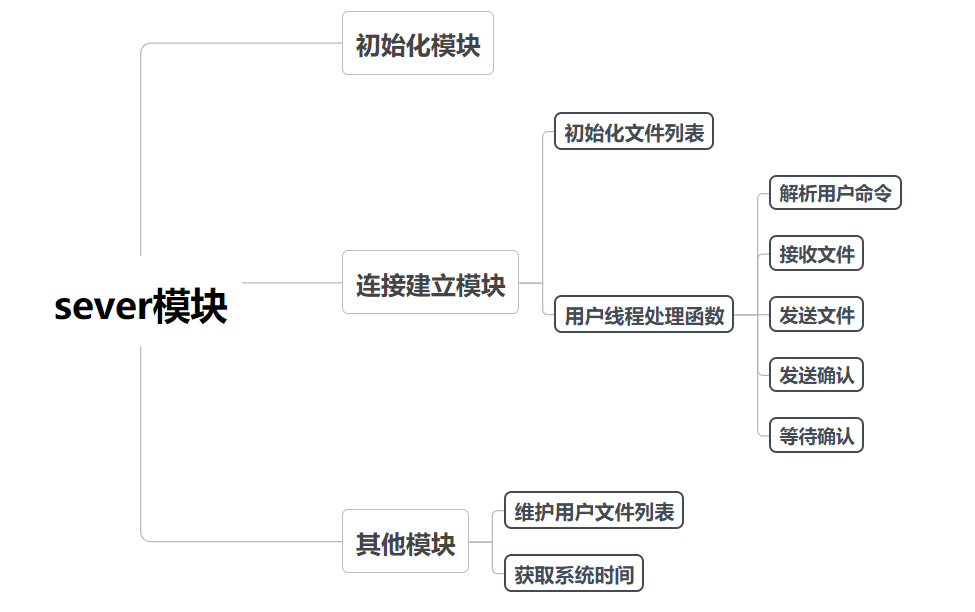 sever模块
初始化模块
连接建立模块
初始化文件列表
用户线程处理函数
解析用户命令
接收文件
发送文件
发送确认
等待确认
其他模块
维护用户文件列表
获取系统时间